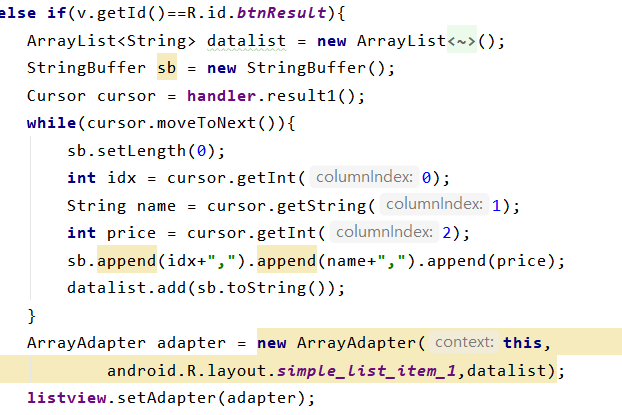 else if(v.getId()==R.id.btnResult){
ArrayList<String> datalist = new ArrayList<~>();
StringBuffer sb = new StringBuffer();
Cursor cursor = handler.result1();
while(cursor.moveToNext()){
sb.setLength(0);
int idx = cursor.getInt( columnIndex: 0);
String name = cursor.getString( columnIndex: 1);
int price = cursor.getInt( columnIndex: 2);
sb.append(idx+",").append(name+",").append(price);
datalist.add(sb.toString());
}
ArrayAdapter adapter = new ArrayAdapter( context: this,
android.R.layout.simple_list_item_1,datalist);
listview.setAdapter(adapter);